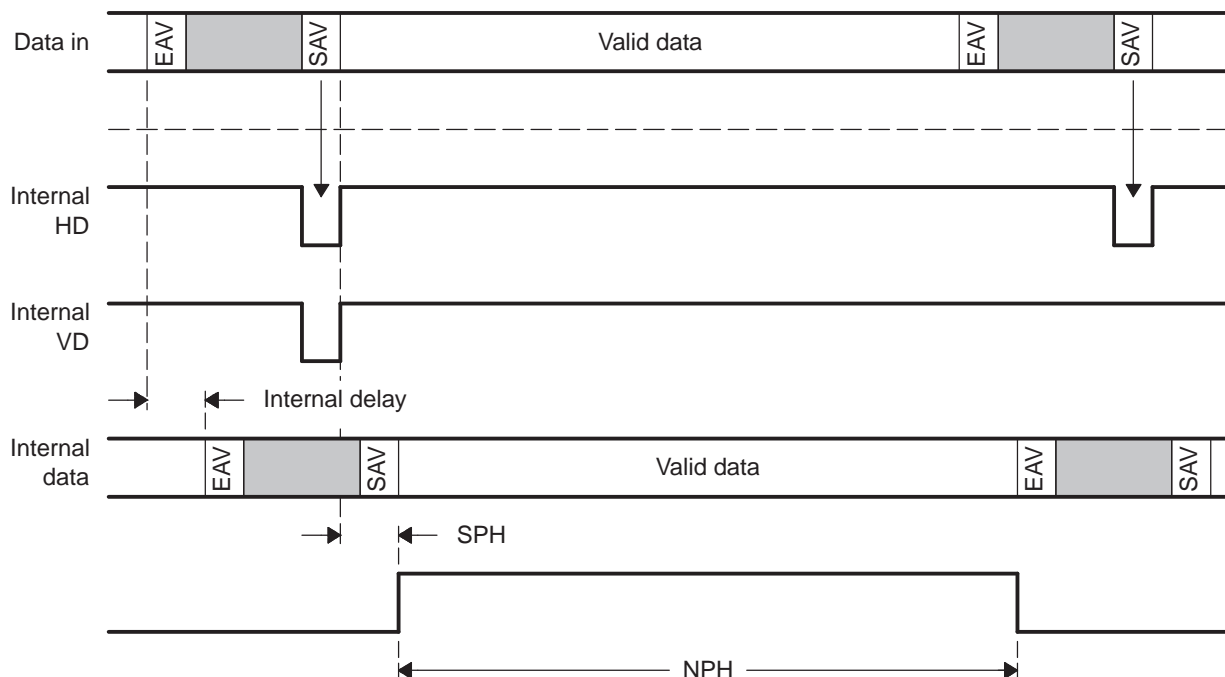 Data in
EAV
SAV
Valid data
EAV
SAV
Internal
HD
Internal
VD
Internal delay
Internal
data
EAV
SAV
Valid data
EAV
SAV
SPH
NPH